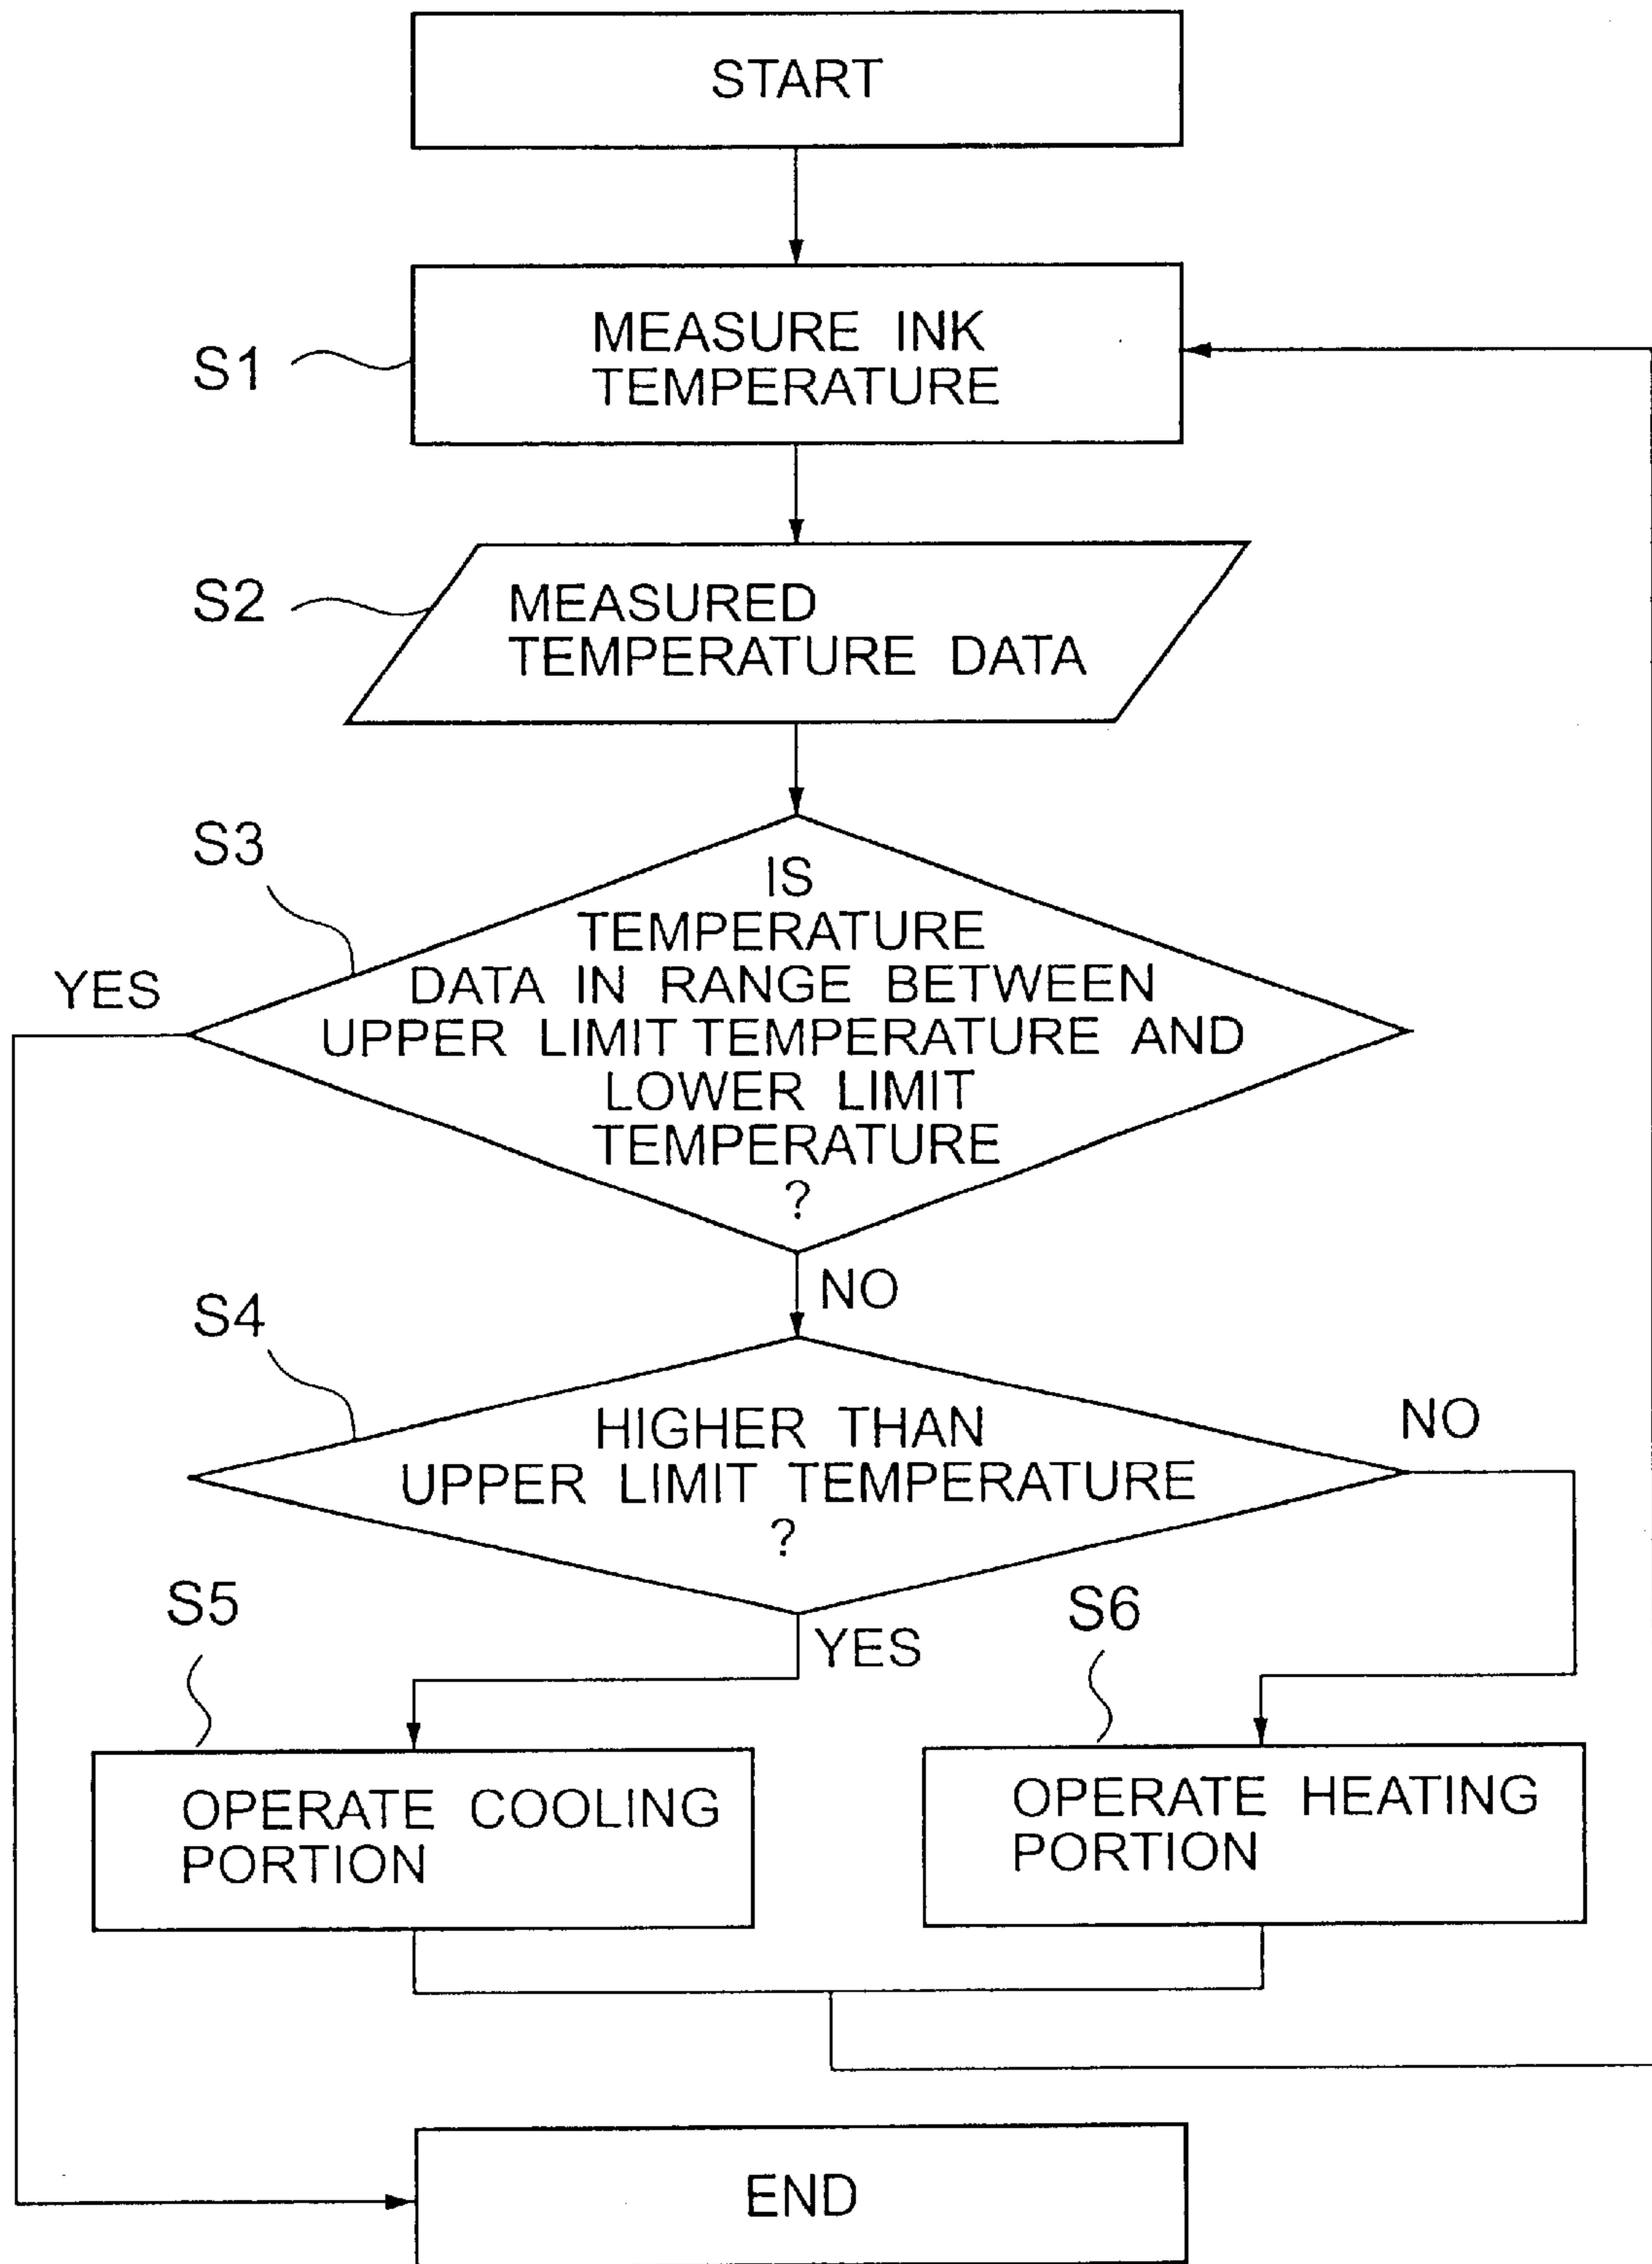 START
S1
MEASURE INK
TEMPERATURE
S2
MEASURED
TEMPERATURE DATA
S3
YES
IS
TEMPERATURE
DATA IN RANGE BETWEEN
UPPER LIMIT TEMPERATURE AND
LOWER LIMIT
TEMPERATURE
?
NO
S4
HIGHER THAN
UPPER LIMIT TEMPERATURE
?
NO
YES
S5
OPERATE COOLING
PORTION
S6
OPERATE HEATING
PORTION
END